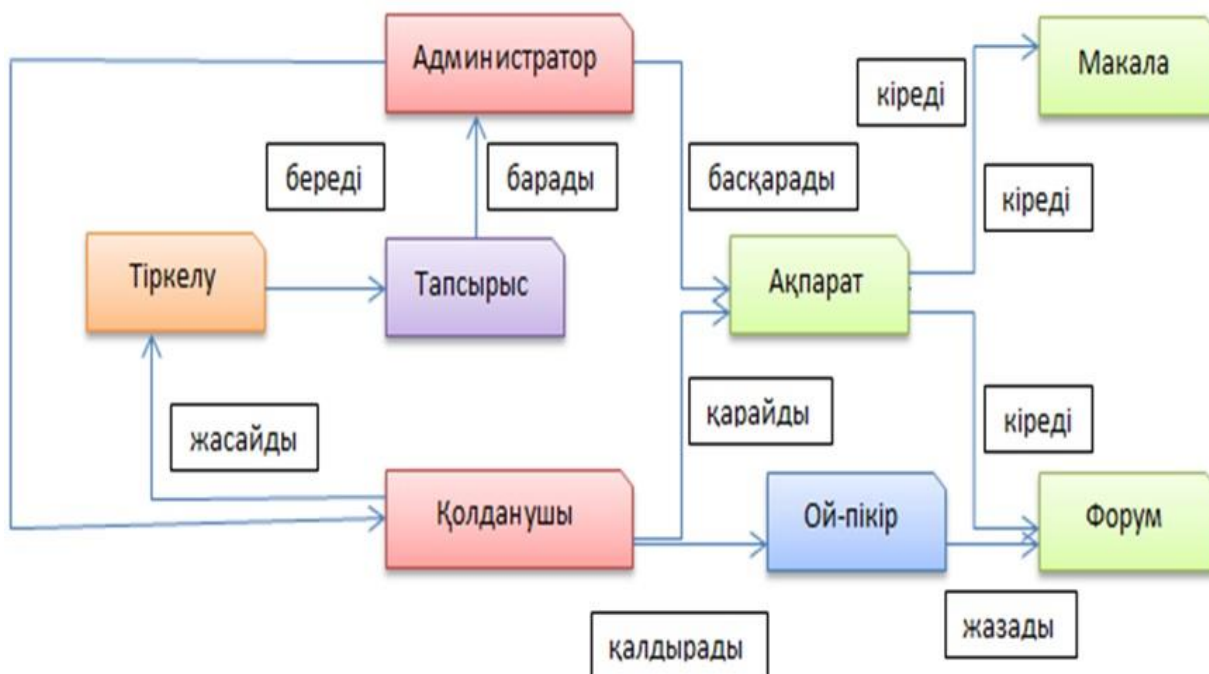 Администратор
Макала
кіреді
береді
барады
басқарады
кіреді
Тіркелу
Тапсырыс
Ақпарат
жасайды
қарайды
кіреді
Қолданушы
Ой-пікір
Форум
қалдырады
жазады